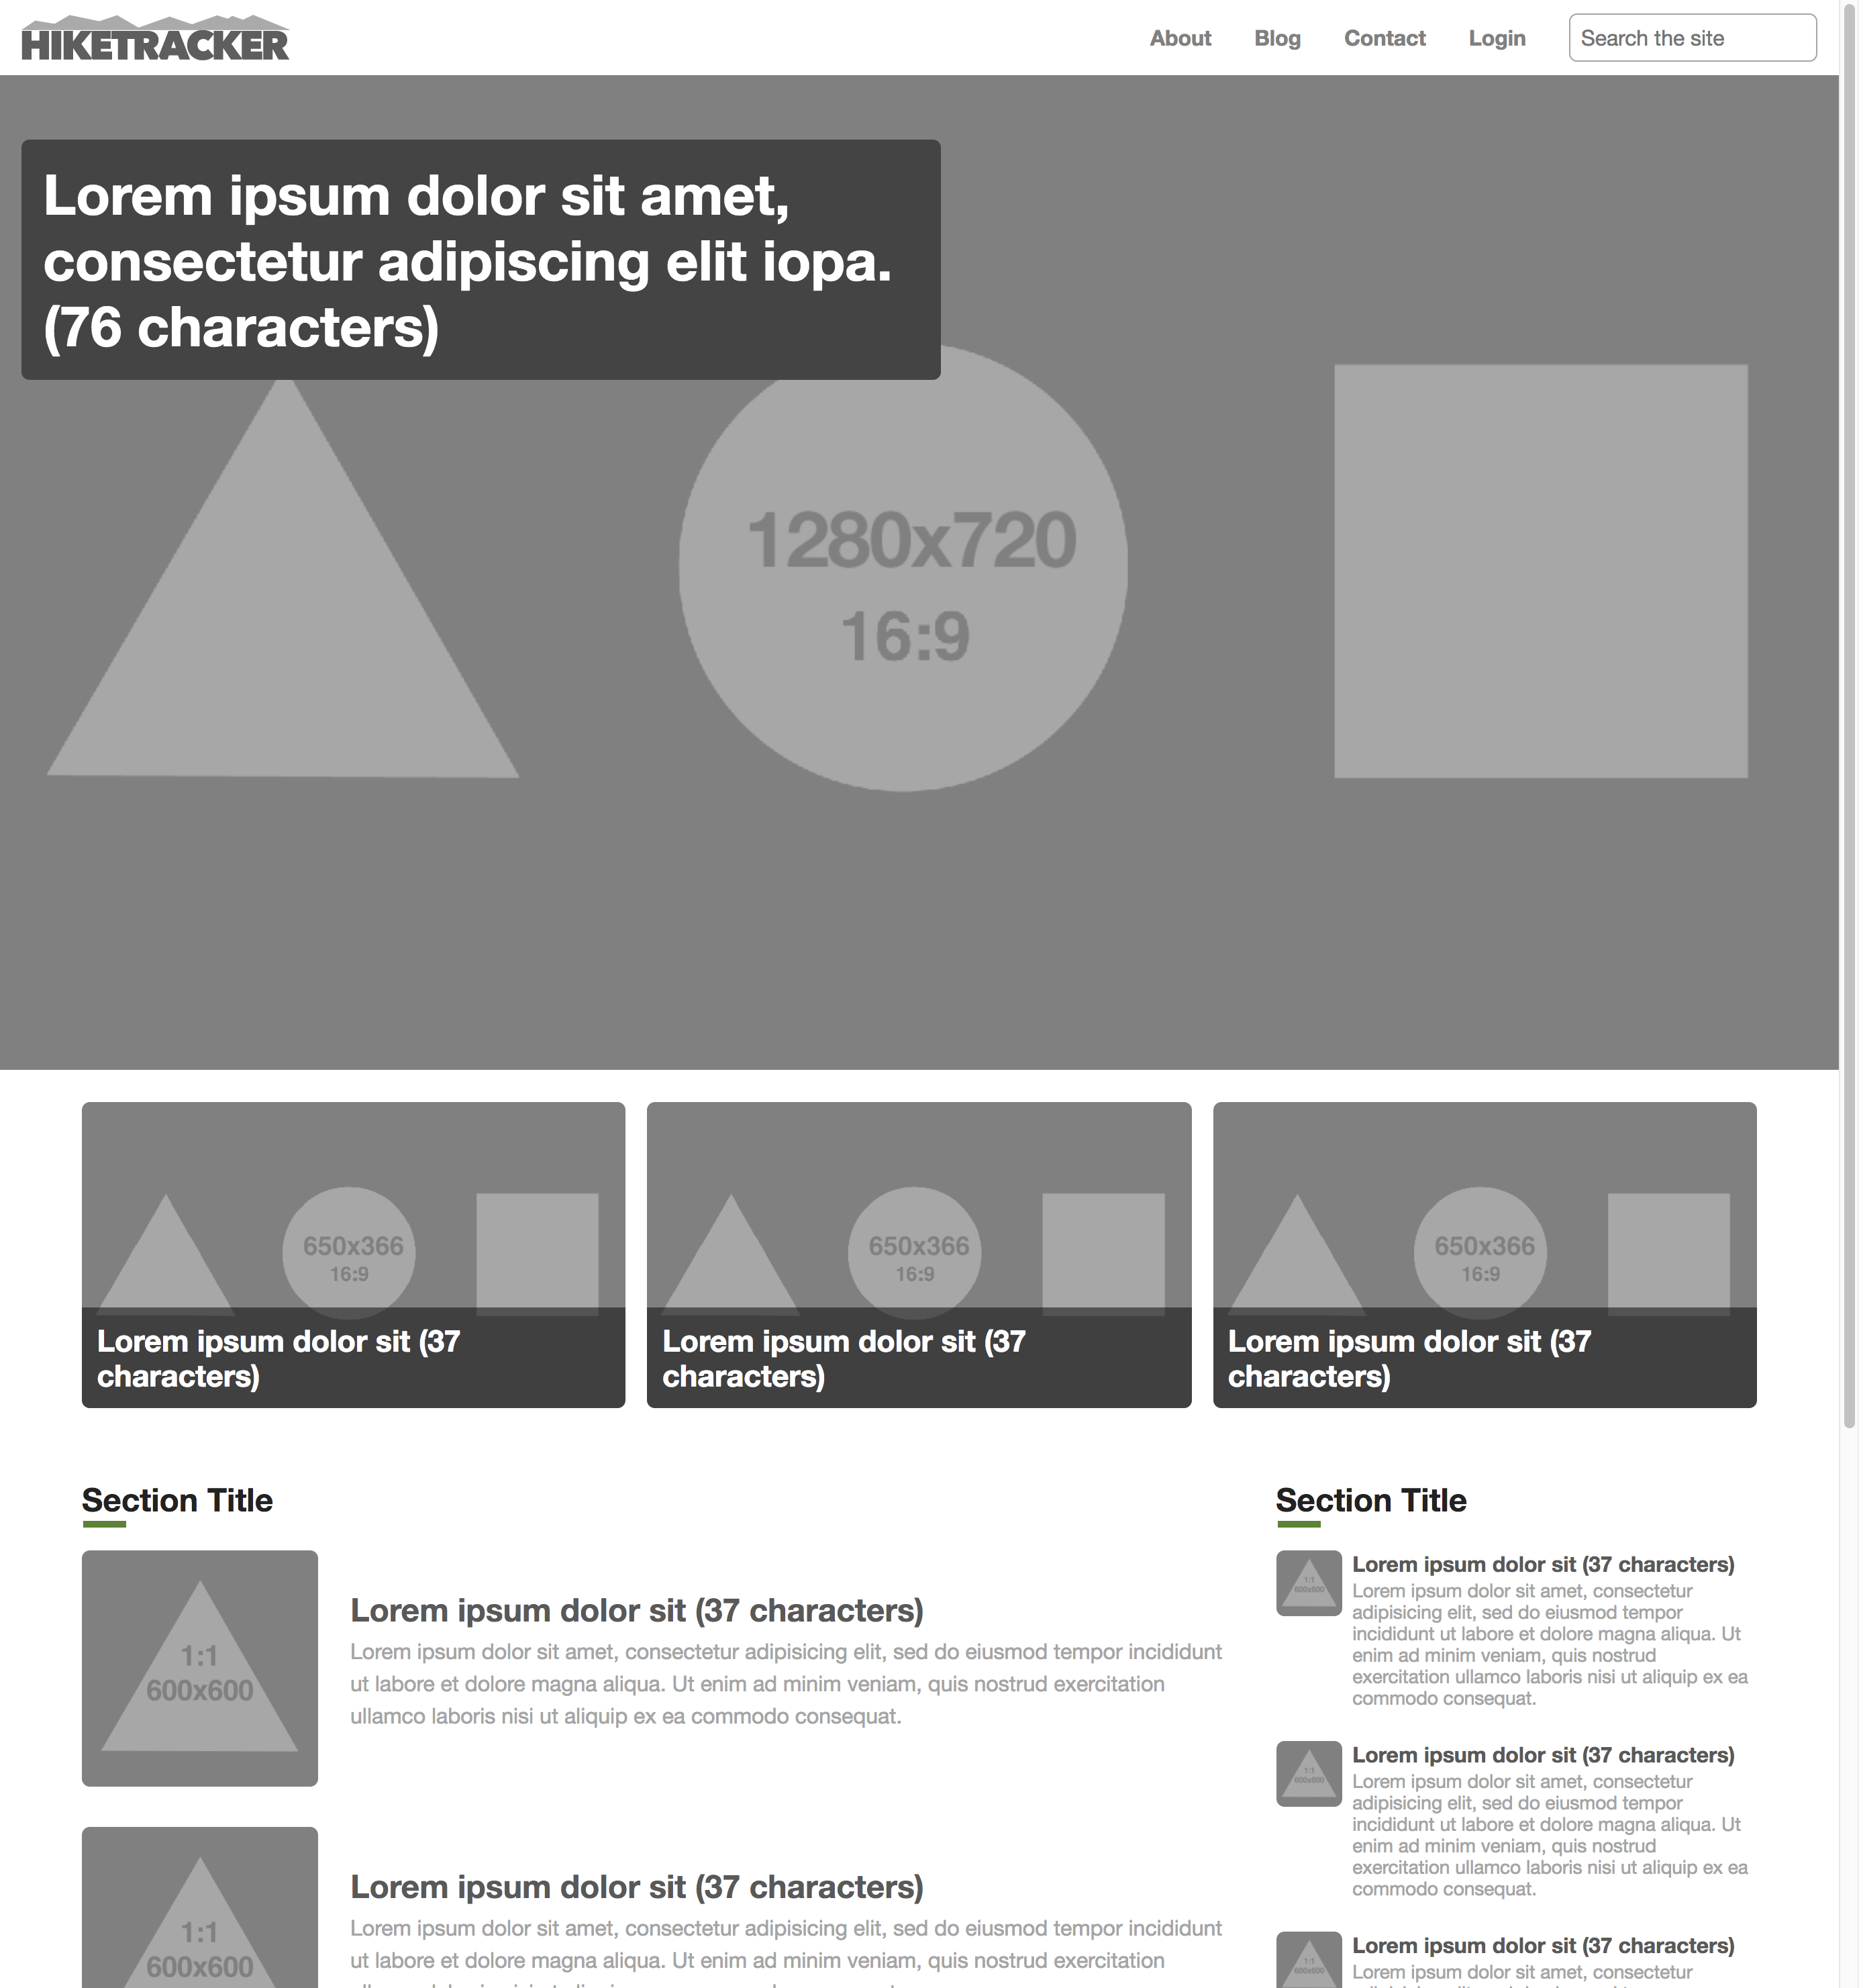 HIKETRACKER
About
Blog
Contact
Login
Search the site
Lorem ipsum dolor sit amet,
consectetur adipiscing elit iopa.
(76 characters)
1280x720
16:9
650x366
16:9
Lorem ipsum dolor sit (37
characters)
650x366
16:9
Lorem ipsum dolor sit (37
characters)
650x366
16:9
Lorem ipsum dolor sit (37
characters)
Section Title
1:1
600x600
Lorem ipsum dolor sit (37 characters)
Lorem ipsum dolor sit amet, consectetur adipisicing elit, sed do eiusmod tempor incididunt
ut labore et dolore magna aliqua. Ut enim ad minim veniam, quis nostrud exercitation
ullamco laboris nisi ut aliquip ex ea commodo consequat.
1:1
600x600
Lorem ipsum dolor sit (37 characters)
Lorem ipsum dolor sit amet, consectetur adipisicing elit, sed do eiusmod tempor incididunt
ut labore et dolore magna aliqua. Ut enim ad minim veniam, quis nostrud exercitation
Section Title
1:1
600x600
Lorem ipsum dolor sit (37 characters)
Lorem ipsum dolor sit amet, consectetur
adipisicing elit, sed do eiusmod tempor
incididunt ut labore et dolore magna aliqua. Ut
enim ad minim veniam, quis nostrud
exercitation ullamco laboris nisi ut aliquip ex ea
commodo consequat.
1:1
600x600
Lorem ipsum dolor sit (37 characters)
Lorem ipsum dolor sit amet, consectetur
adipisicing elit, sed do eiusmod tempor
incididunt ut labore et dolore magna aliqua. Ut
enim ad minim veniam, quis nostrud
exercitation ullamco laboris nisi ut aliquip ex ea
commodo consequat.
1:1
600x600
Lorem ipsum dolor sit (37 characters)
Lorem ipsum dolor sit amet, consectetur